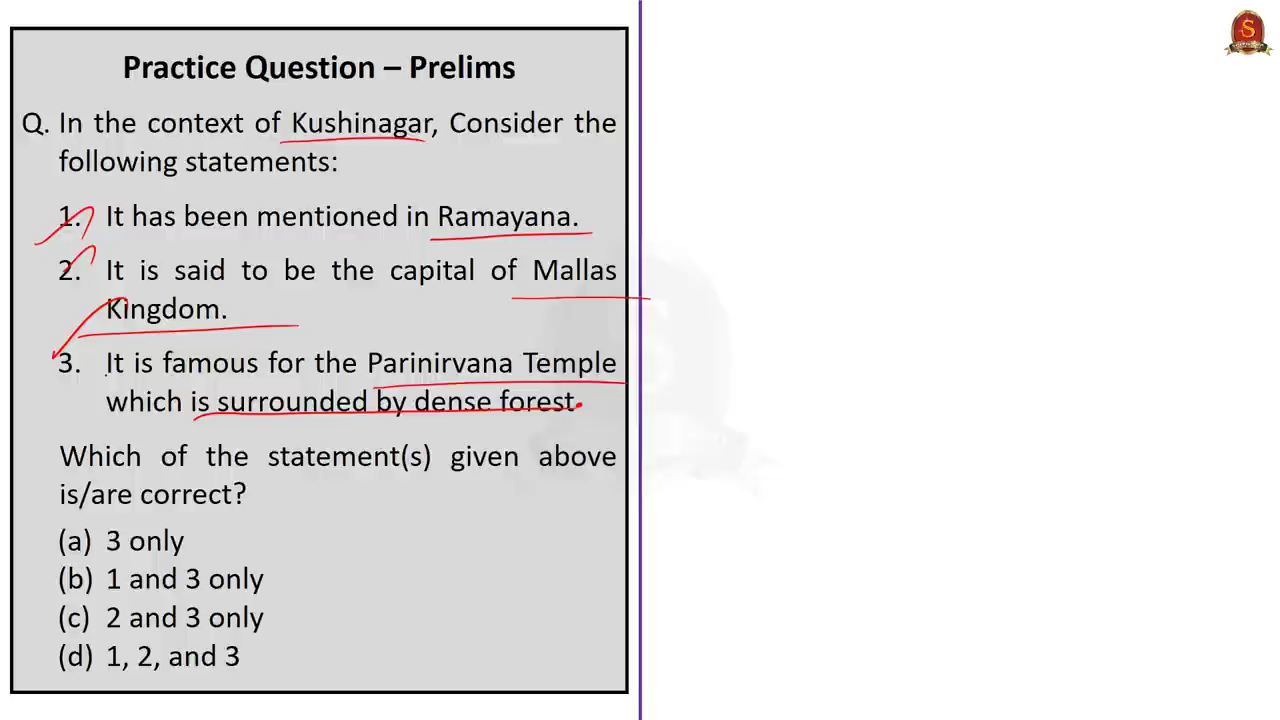 Practice Question – Prelims
Q. In the context of Kushinagar, Consider the
following statements:
1. It has been mentioned in Ramayana.
2. It is said to be the capital of Mallas
Kingdom.
3. It is famous for the Parinirvana Temple
which is surrounded by dense forest.
Which of the statement(s) given above
is/are correct?
(a) 3 only
(b) 1 and 3 only
(c) 2 and 3 only
(d) 1, 2, and 3
S